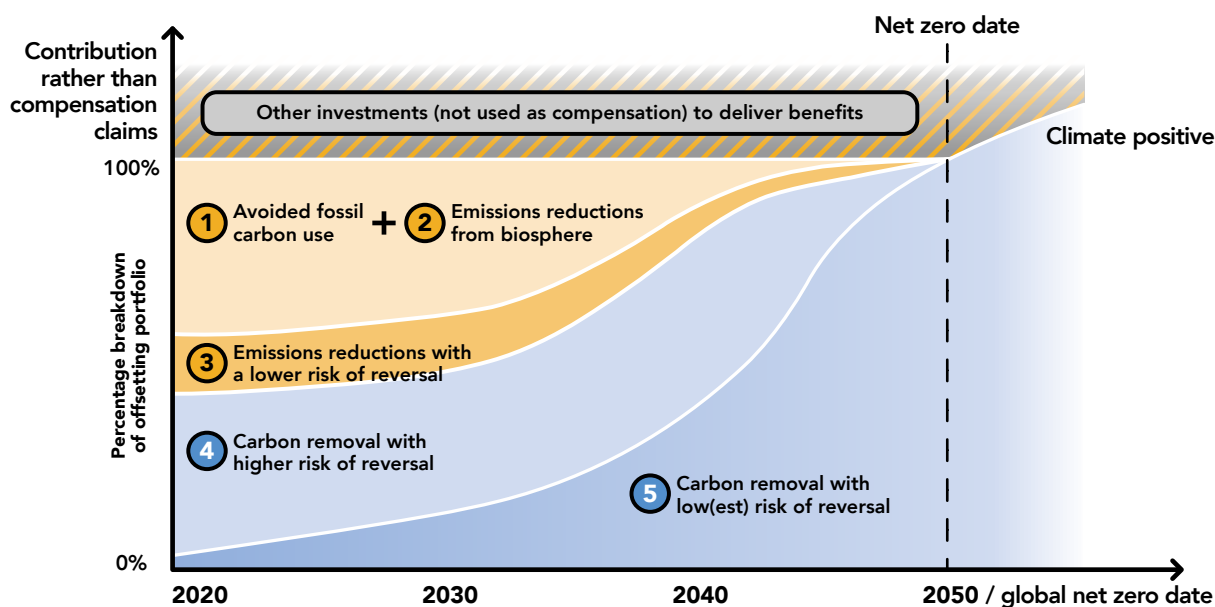 Net zero date
Contribution
rather than
compensation
claims
Other investments (not used as compensation) to deliver benefits
Climate positive
100%
1 Avoided fossil
carbon use
+
2 Emissions reductions
from biosphere
Percentage breakdown
of offsetting portfolio
3 Emissions reductions with
a lower risk of reversal
4 Carbon removal with
higher risk of reversal
5 Carbon removal with
low(est) risk of reversal
0%
2020 2030 2040 2050 / global net zero date